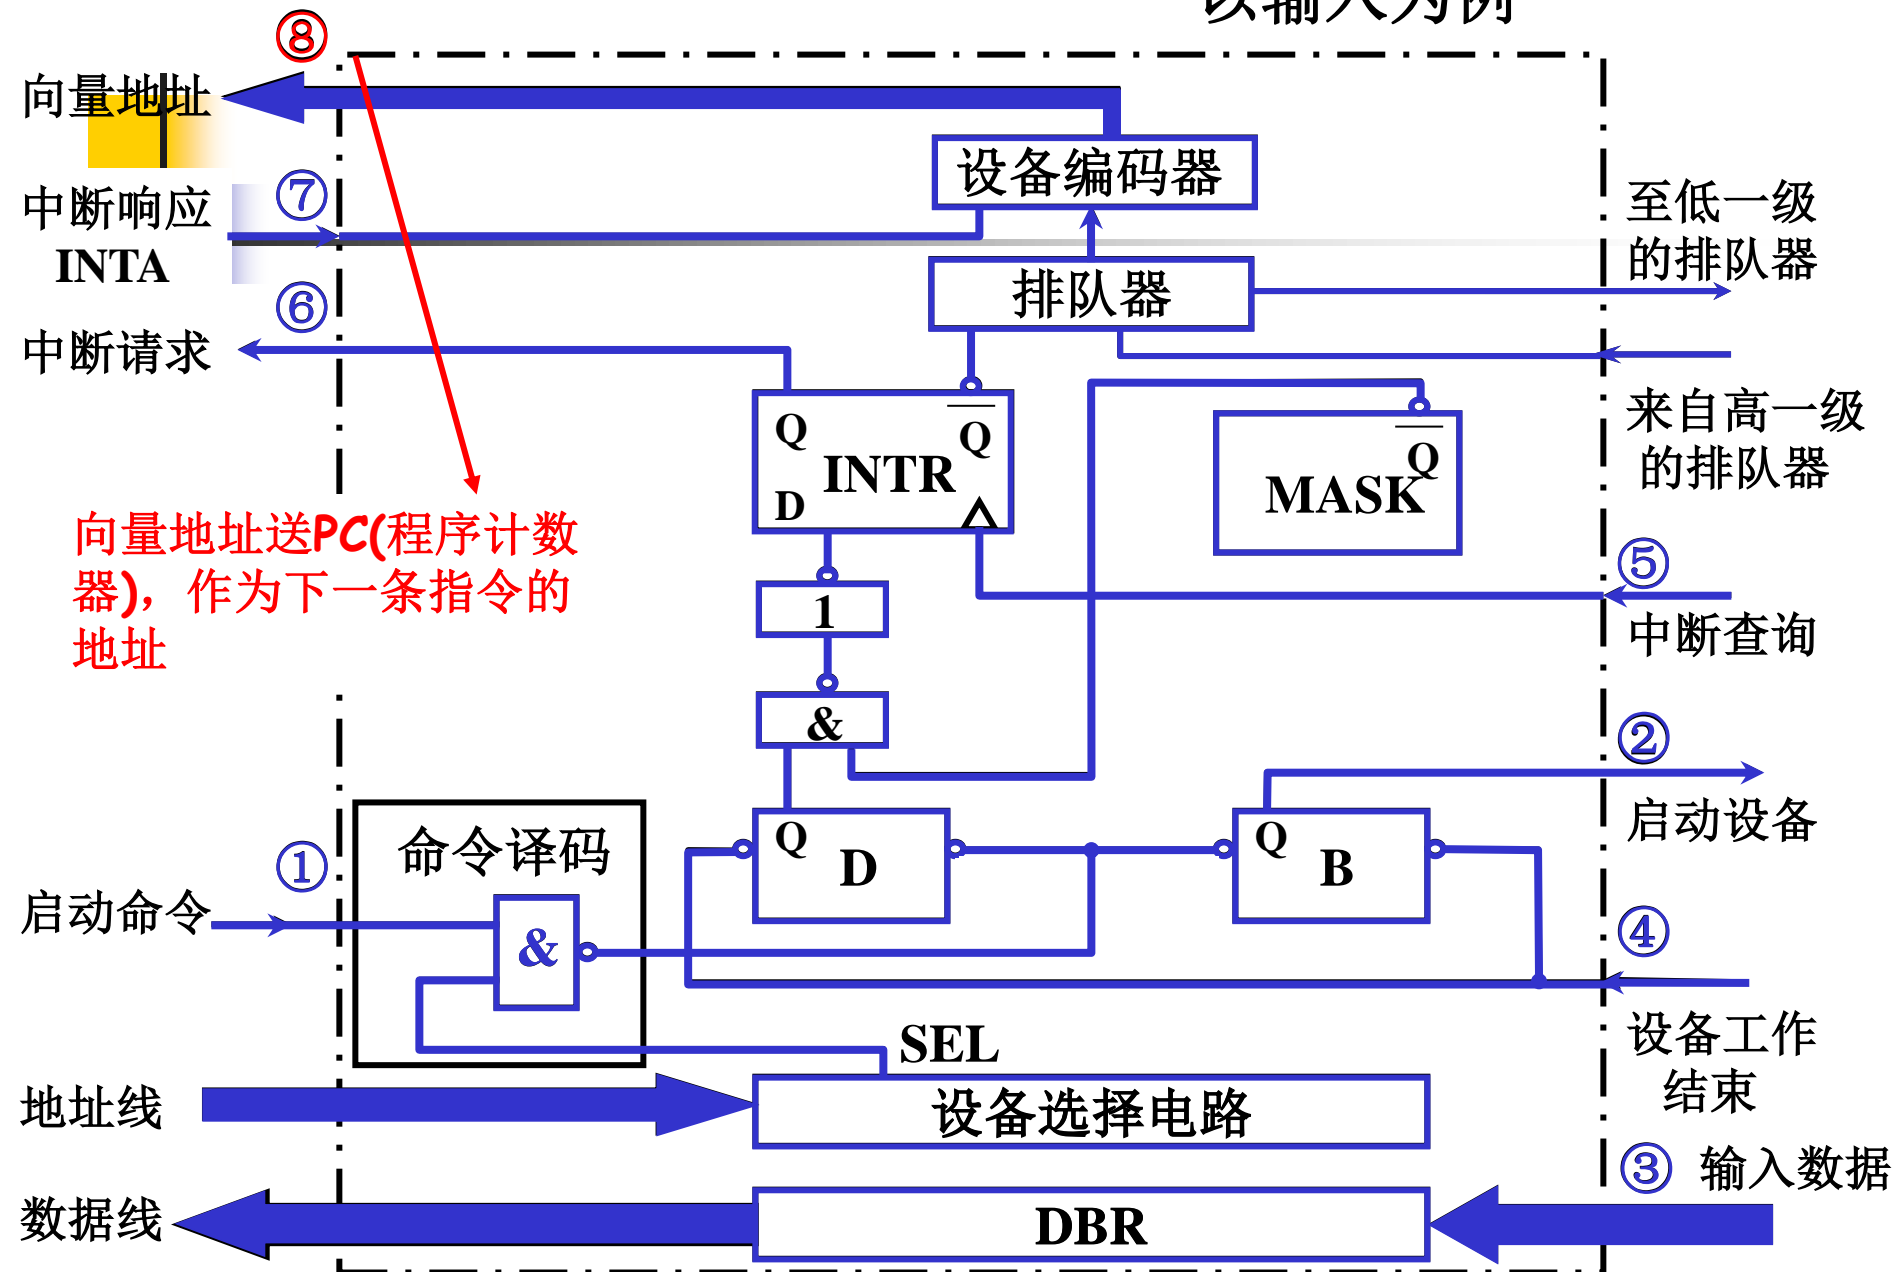 以输入为例
⑧
向量地址
设备编码器
⑦
中断响应
INTA
至低一级
的排队器
排队器
⑥
中断请求
来自高一级
的排队器
Q
Q
INTR
D
Q
MASK
向量地址送PC(程序计数
器)，作为下一条指令的
地址
⑤
中断查询
1
&
②
启动设备
命令译码
①
启动命令
&
Q
D
Q
B
④
设备工作
结束
SEL
地址线
设备选择电路
③ 输入数据
数据线
DBR